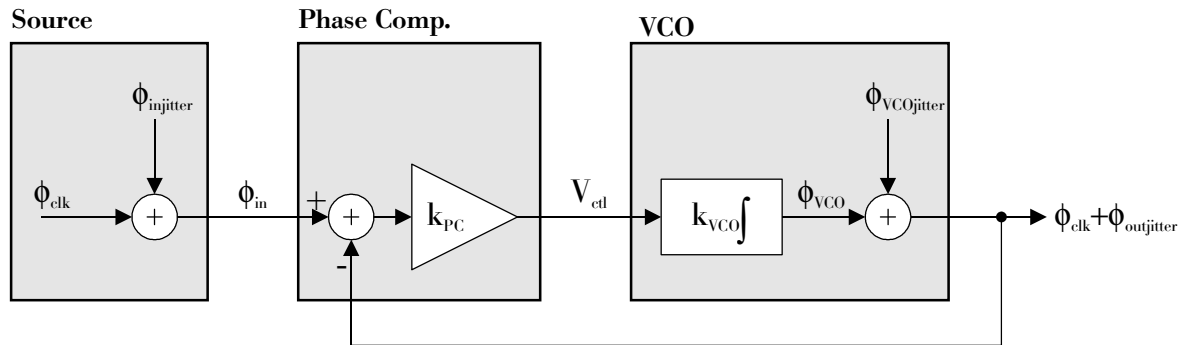 Source
Phase Comp.
VCO
ϕinjitter
ϕVCOjitter
ϕclk
+
ϕin
+
+
-
kPC
Vctl
kVCO∫
ϕVCO
+
ϕclk+ϕoutjitter